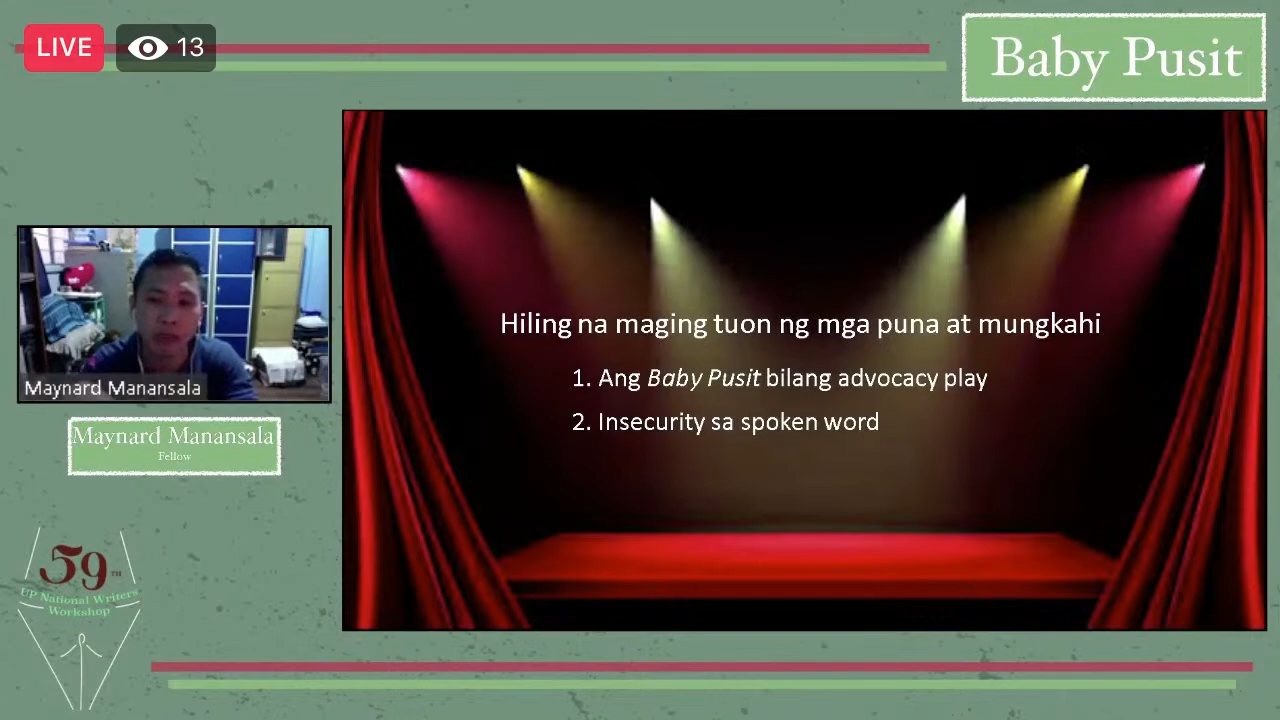 LIVE
13
Baby Pusit
Hiling na maging tuon ng mga puna at mungkahi
1. Ang Baby Pusit bilang advocacy play
2. Insecurity sa spoken word
Maynard Manansala
Maynard Manansala
Fellow
59TH
UP National Writers
Workshop